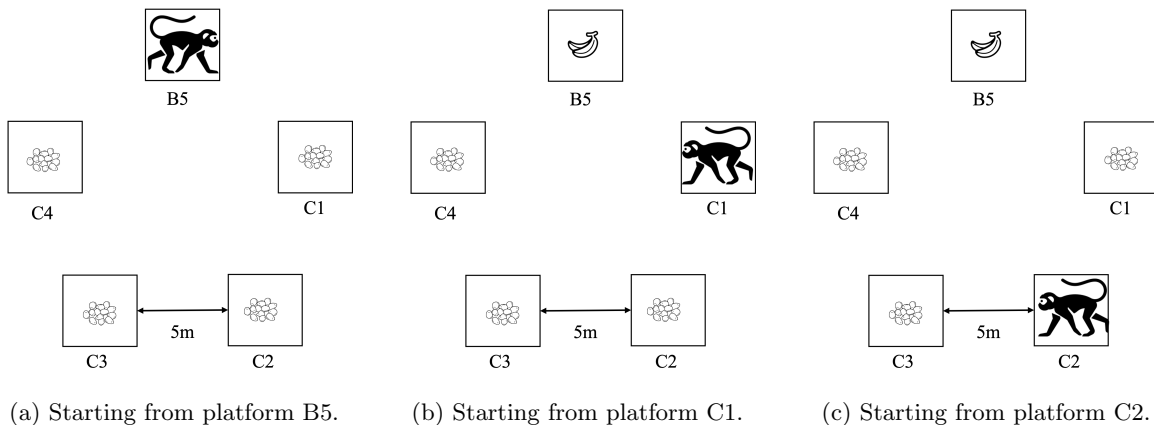 B5
C4
C1
5m
C3
C2
(a) Starting from platform B5.
B5
C4
C1
5m
C3
C2
(b) Starting from platform C1.
B5
C4
C1
5m
C3
C2
(c) Starting from platform C2.